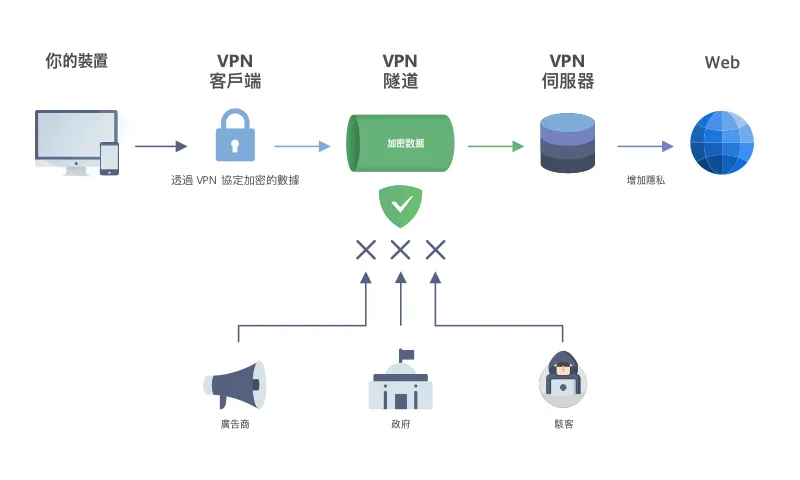 你的裝置
VPN
客戶端
VPN
隧道
VPN
伺服器
Web
加密数据
透過 VPN 協定加密的數據
增加隱私
廣告商
政府
駭客